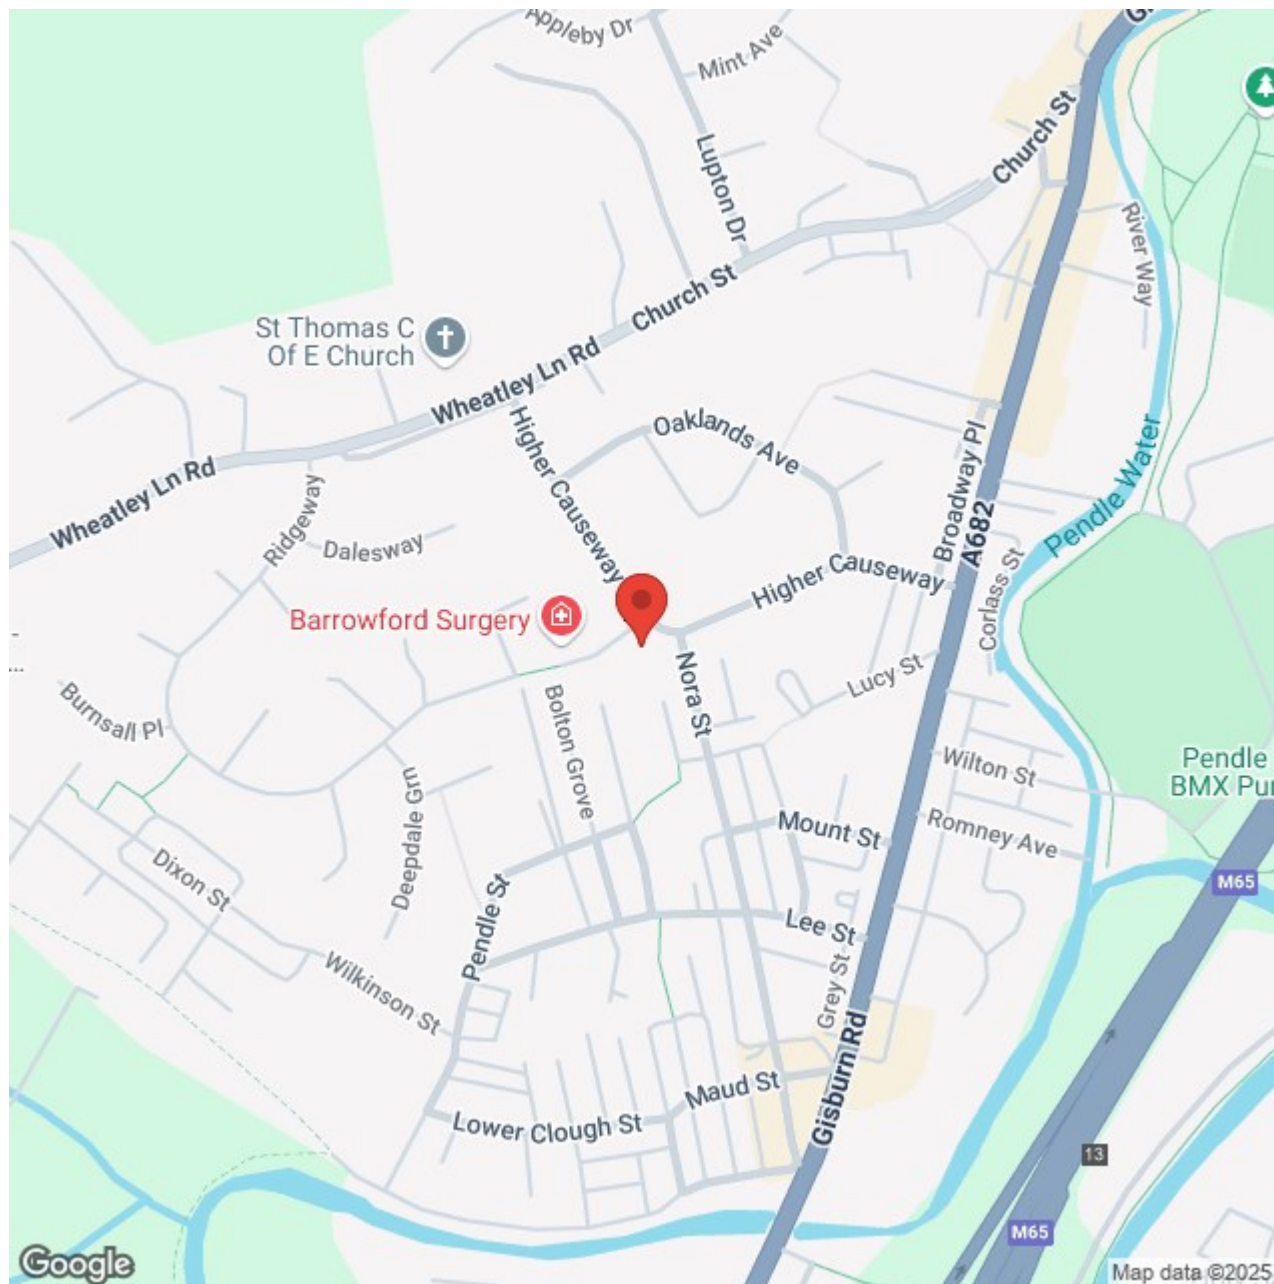 Appleby Dr
Mint Ave
Church St
Lupton Dr
River Way
Church St
St Thomas C
Of E Church
Wheatley Ln Rd
Higher Causeway
Oaklands Ave
Broadway Pl
A682
Pendle Water
Wheatley Ln Rd
Ridgeway
Dalesway
Higher Causeway
Corlass St
Barrowford Surgery
Nora St
Lucy St
Burnsall Pl
Bolton Grove
Wilton St
Pendle
BMX Pu
Deepdale Grn
Mount St
Romney Ave
Dixon St
M65
Pendle St
Lee St
Wilkinson St
Grey St
Gisburn Rd
Maud St
Lower Clough St
13
M65
Google
Map data ©2025